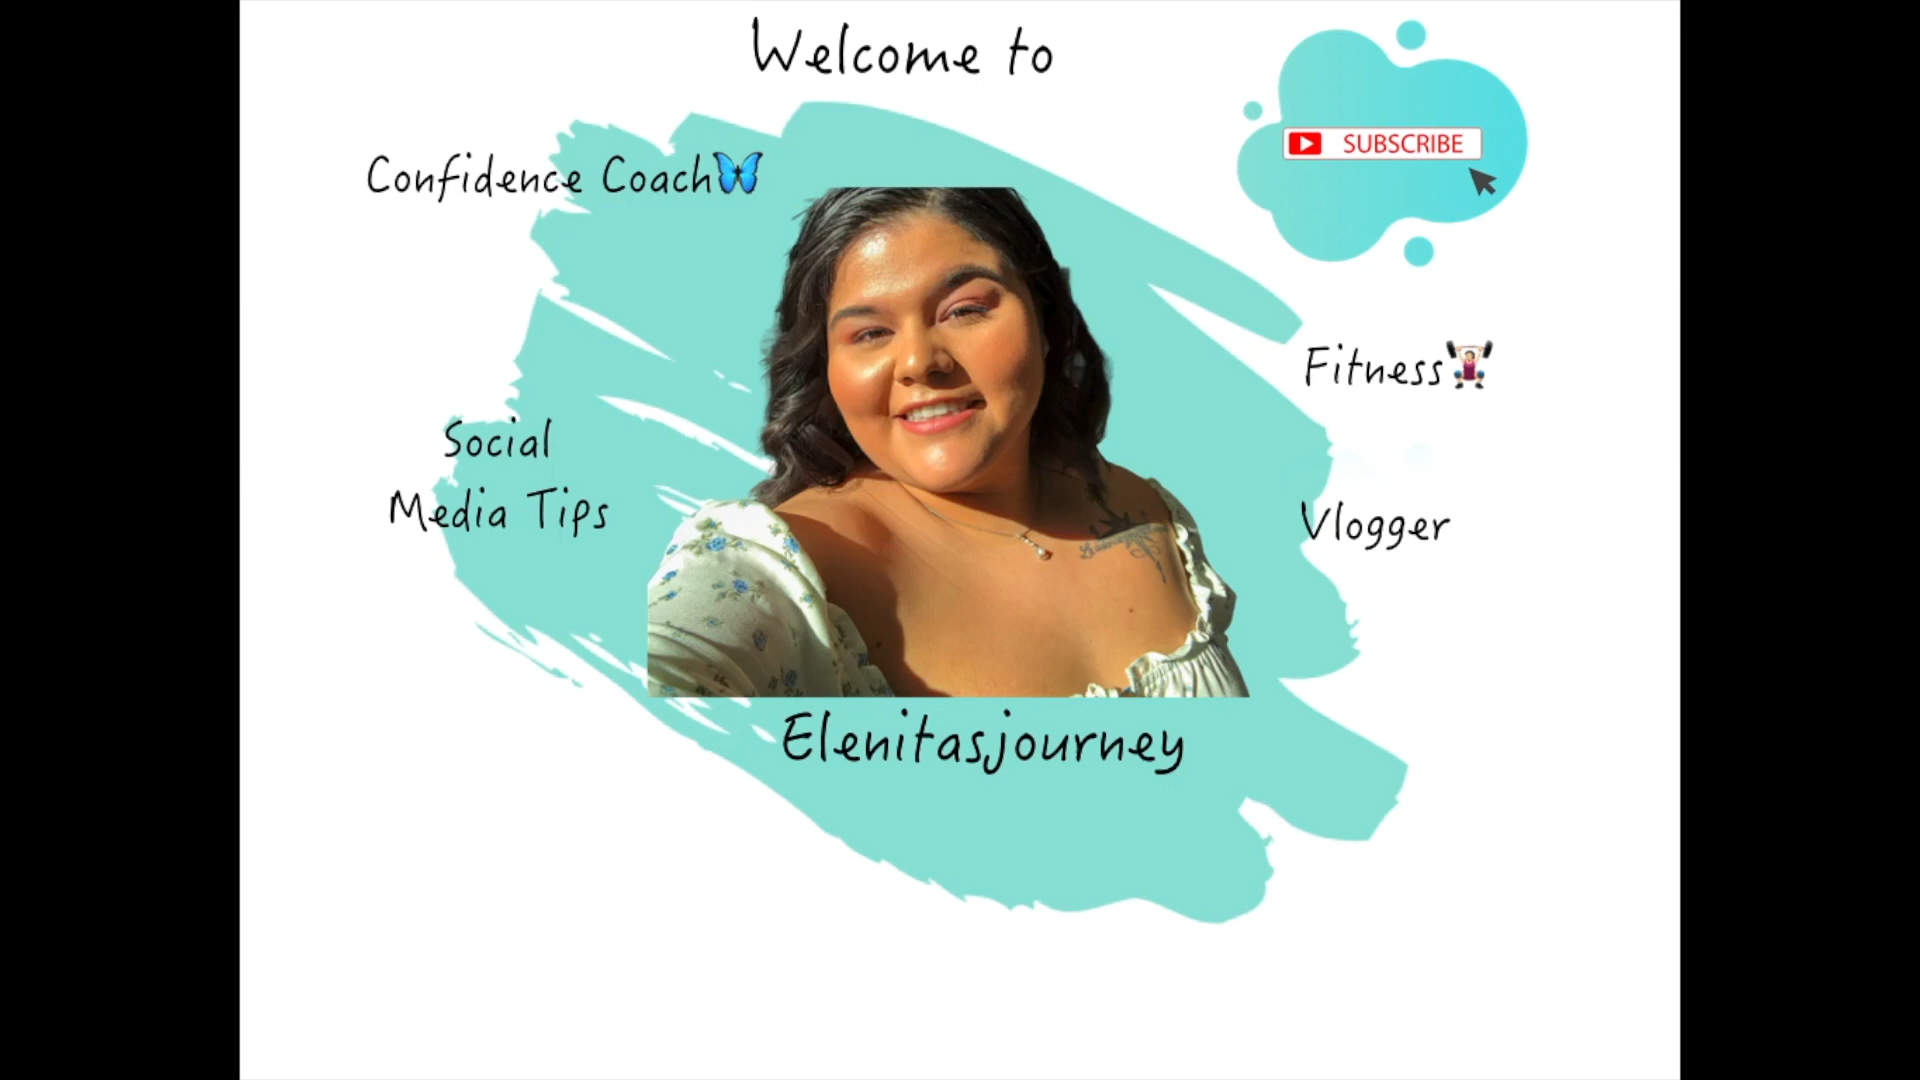 Welcome to
Confidence Coach🦋
SUBSCRIBE
Fitness🏋
Social
Media Tips
Vlogger
Elenitasjourney